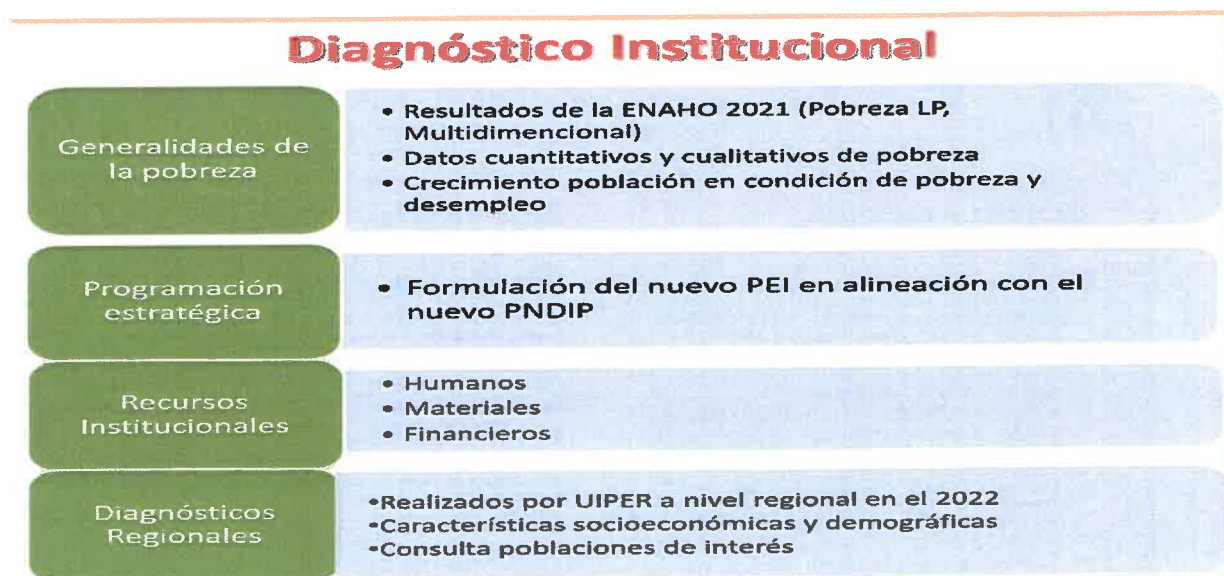 Diagnóstico Institucional
Generalidades de
la pobreza
• Resultados de la ENAHO 2021 (Pobreza LP,
Multidimencional)
• Datos cuantitativos y cualitativos de pobreza
• Crecimiento población en condición de pobreza y
desempleo
Programación
estratégica
• Formulación del nuevo PEI en alineación con el
nuevo PNDIP
Recursos
Institucionales
• Humanos
• Materiales
• Financieros
Diagnósticos
Regionales
•Realizados por UIPER a nivel regional en el 2022
•Características socioeconómicas y demográficas
•Consulta poblaciones de interés